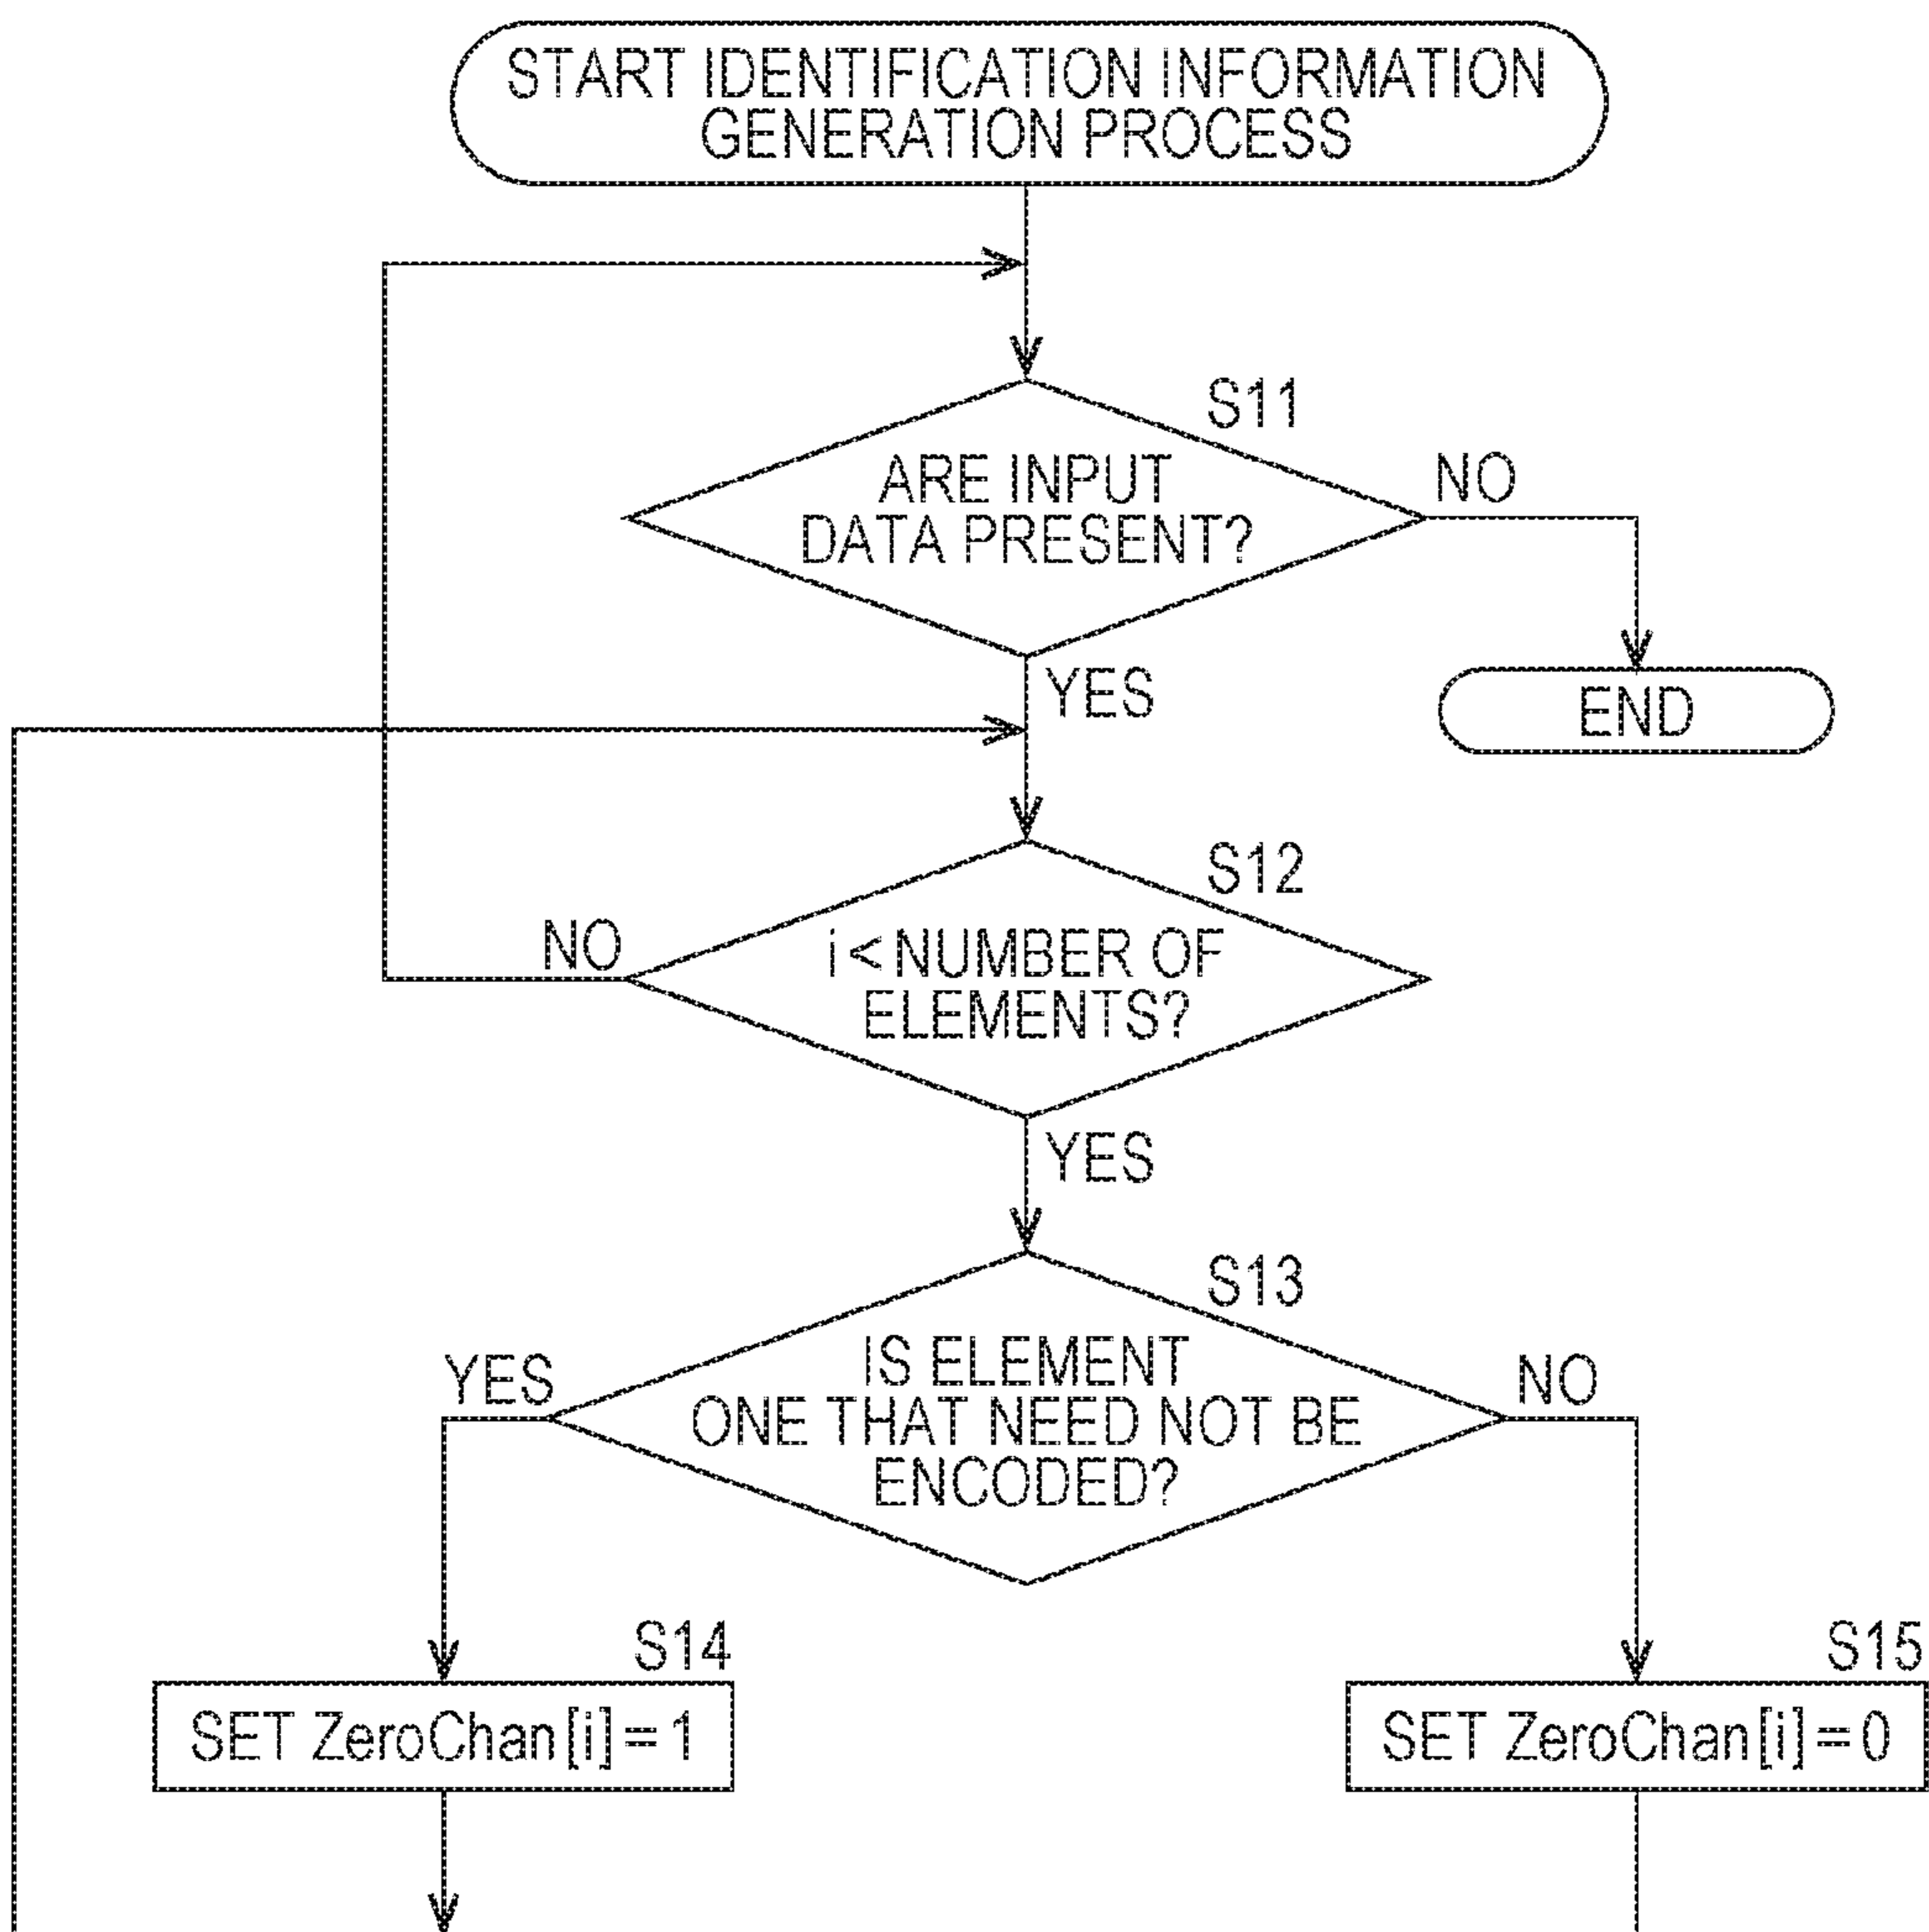 START IDENTIFICATION INFORMATION
GENERATION PROCESS
S11
ARE INPUT
DATA PRESENT?
NO
YES
END
S12
NO
i < NUMBER OF
ELEMENTS?
YES
S13
YES
IS ELEMENT
ONE THAT NEED NOT BE
ENCODED?
NO
S14
SET ZeroChan[i] = 1
S15
SET ZeroChan[i] = 0